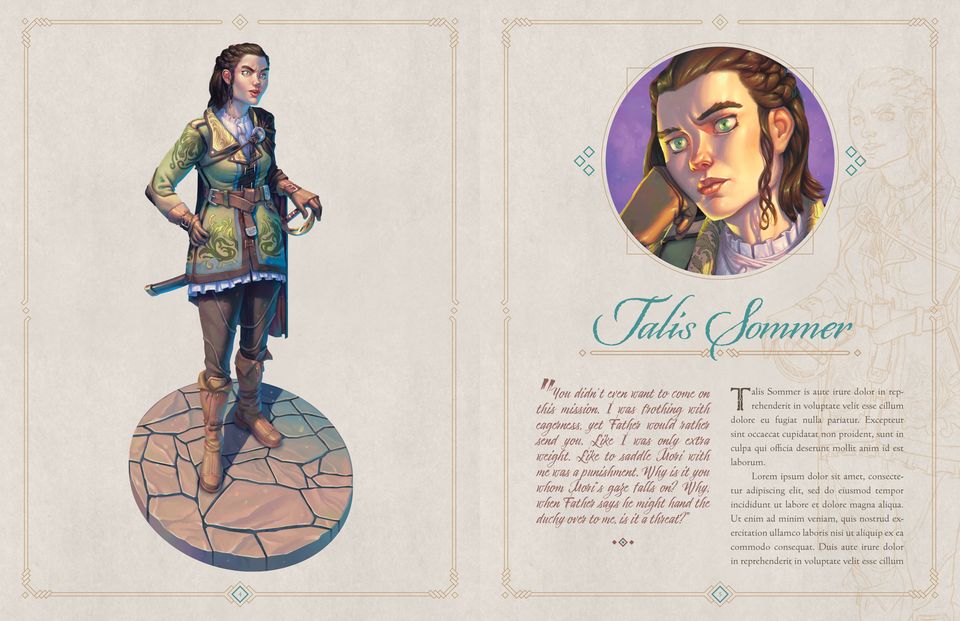 4
Talis Sommer
"You didn't even want to come on
this mission. I was frothing with
eagerness, yet Father would rather
send you. Like I was only extra
weight. Like to saddle Mori with
me was a punishment. Why is it you
whom Mori's gaze falls on? Why,
when Father says he might hand the
duchy over to me, is it a threat?"
Talis Sommer is aute irure dolor in rep-
rehenderit in voluptate velit esse cillum
dolore eu fugiat nulla pariatur. Excepteur
sint occaecat cupidatat non proident, sunt in
culpa qui officia deserunt mollit anim id est
laborum.
Lorem ipsum dolor sit amet, consecte-
tur adipiscing elit, sed do eiusmod tempor
incididunt ut labore et dolore magna aliqua.
Ut enim ad minim veniam, quis nostrud ex-
ercitation ullamco laboris nisi ut aliquip ex ea
commodo consequat. Duis aute irure dolor
in reprehenderit in voluptate velit esse cillum
5